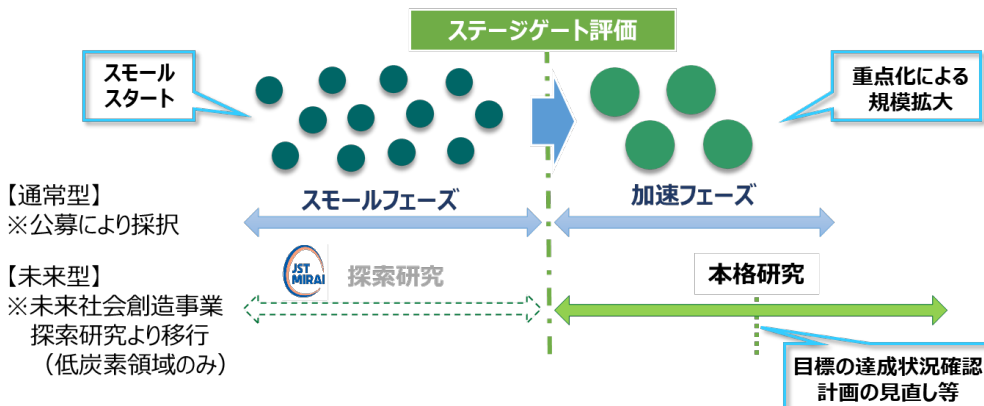 ステージゲート評価
スモール
スタート
重点化による
規模拡大
【通常型】
※公募により採択
スモールフェーズ
加速フェーズ
【未来型】
※未来社会創造事業
探索研究より移行
（低炭素領域のみ）
JST
MIRAI
探索研究
本格研究
目標の達成状況確認
計画の見直し等